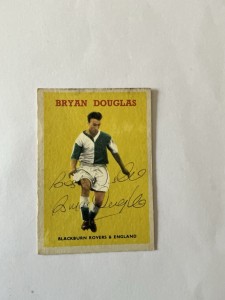 BRYAN DOUGLAS
Bryan Douglas
BLACKBURN ROVERS & ENGLAND